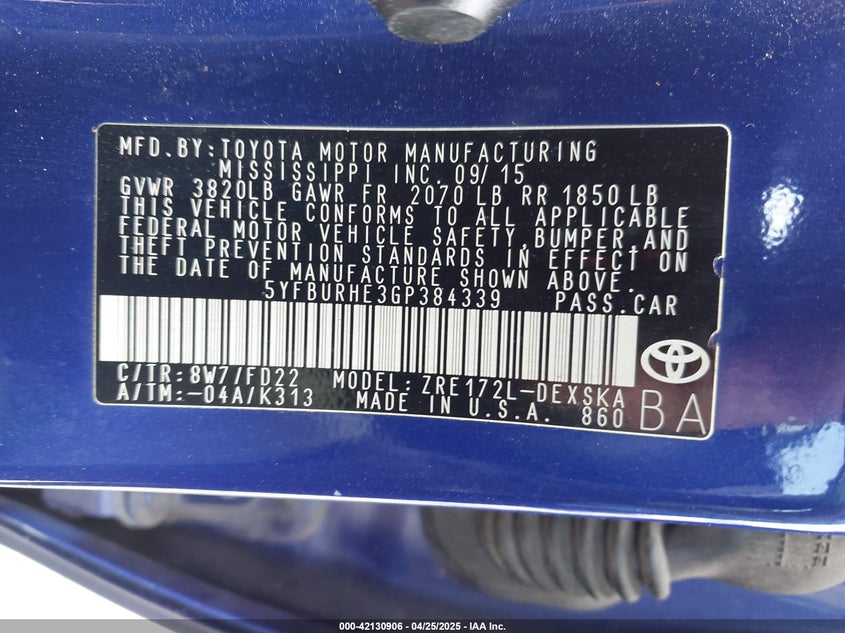 MFD.BY:TOYOTA MOTOR MANUFACTURING
MISSISSIPPI INC. 09/15
GVWR 3820LB GAWR FR 2070 LB RR 1850 LB
THIS VEHICLE CONFORMS TO ALL APPLICABLE
FEDERAL MOTOR VEHICLE SAFETY,BUMPER,AND
THEFT PREVENTION STANDARDS IN EFFECT ON
THE DATE OF MANUFACTURE SHOWN ABOVE.
5YFBURHE3GP384339 PASS.CAR
C/TR:8W7/FD22 MODEL:ZRE172L-DEXSKA
A/TM:-04A/K313 MADE IN U.S.A. 860
BA
000-42130906 - 04/25/2025 - IAA Inc.